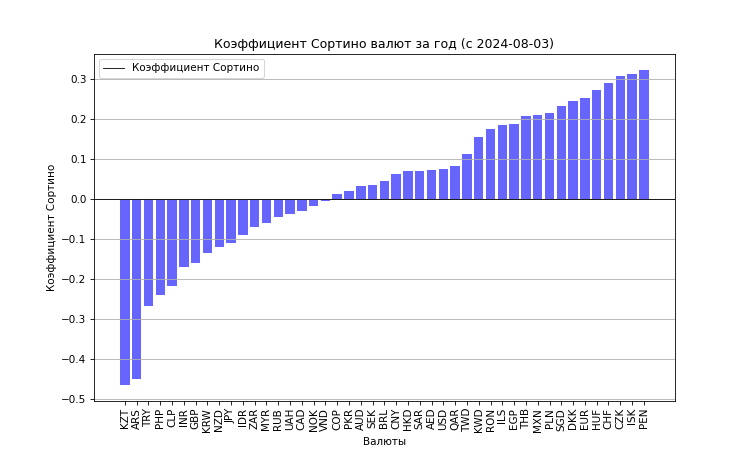 Коэффициент Сортино валют за год (с 2024-08-03)
Коэффициент Сортино
Коэффициент Сортино
0.3
0.2
0.1
0.0
−0.1
−0.2
−0.3
−0.4
−0.5
KZT ARS TRY PHP CLP INR GBP KRW NZD JPY IDR ZAR MYR RUB UAH CAD NOK VND COP PKR AUD SEK BRL CNY HKD SAR AED USD QAR TWD KWD RON ILS EGP THB MXN PLN SGD DKK EUR HUF CHF CZK ISK PEN
Валюты